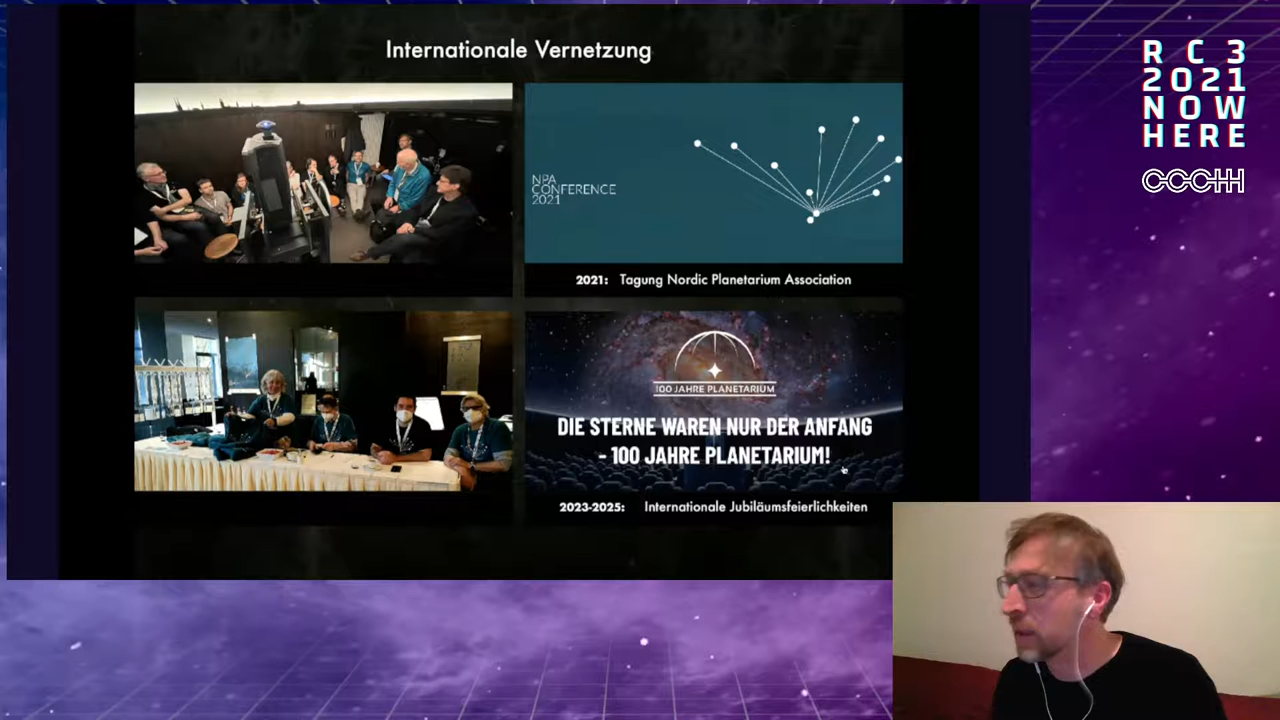 Internationale Vernetzung
NPA
CONFERENCE
2021
2021: Tagung Nordic Planetarium Association
100 JAHRE PLANETARIUM
DIE STERNE WAREN NUR DER ANFANG
- 100 JAHRE PLANETARIUM!
2023-2025: Internationale Jubiläumsfeierlichkeiten
RC3
2021
NOW
HERE
CCCHH